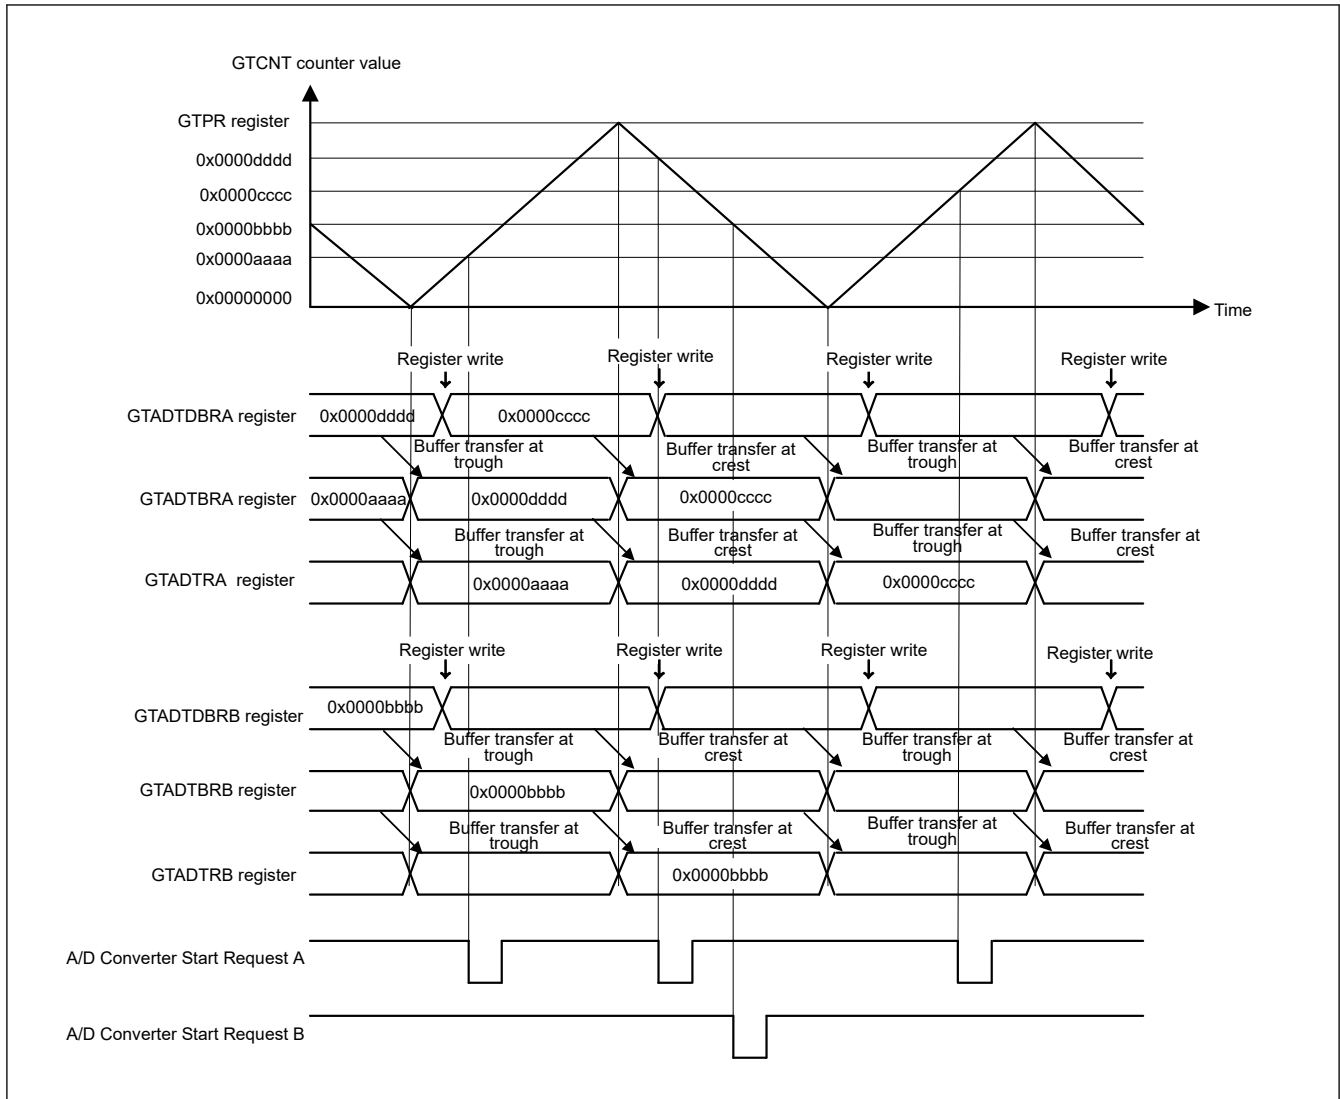 GTCNT counter value
GTPR register
0x0000dddd
0x0000cccc
0x0000bbbb
0x0000aaaa
0x00000000
Time
Register write
Register write
Register write
Register write
GTADTDBRA register
0x0000dddd
0x0000cccc
Buffer transfer at
trough
Buffer transfer at
crest
Buffer transfer at
trough
Buffer transfer at
crest
GTADTBRA register
0x0000aaaa
0x0000dddd
0x0000cccc
Buffer transfer at
trough
Buffer transfer at
crest
Buffer transfer at
trough
Buffer transfer at
crest
GTADTRA register
0x0000aaaa
0x0000dddd
0x0000cccc
Register write
Register write
Register write
Register write
GTADTDBRB register
0x0000bbbb
Buffer transfer at
trough
Buffer transfer at
crest
Buffer transfer at
trough
Buffer transfer at
crest
GTADTBRB register
0x0000bbbb
Buffer transfer at
trough
Buffer transfer at
crest
Buffer transfer at
trough
Buffer transfer at
crest
GTADTRB register
0x0000bbbb
A/D Converter Start Request A
A/D Converter Start Request B